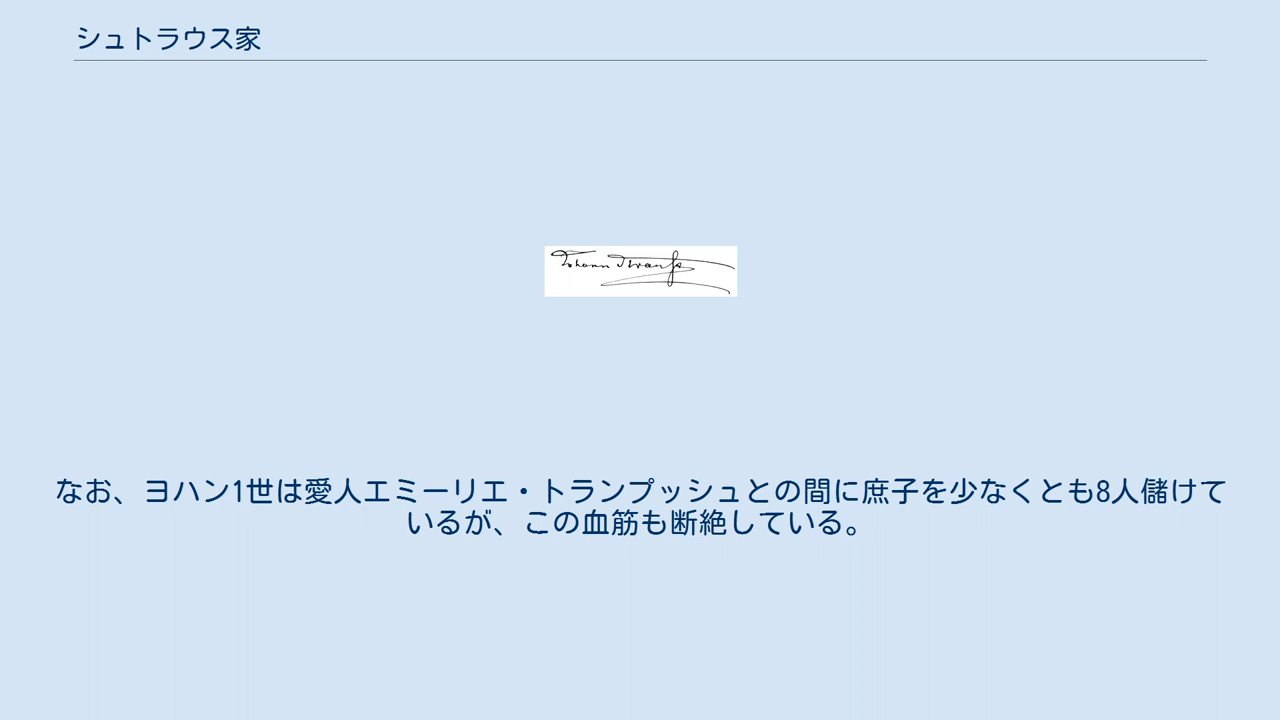 シュトラウス家
Johann Strauß
なお、ヨハン1世は愛人エミーリエ・トランプッシュとの間に庶子を少なくとも8人儲けて
いるが、この血筋も断絶している。